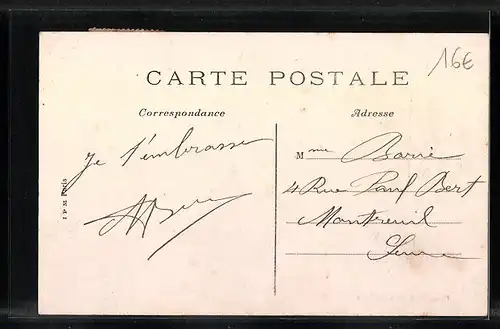 16€
CARTE POSTALE
Correspondance
Adresse
Je t'embrasse
Mme Barré
4 Rue Paul Bert
Montreuil
Seine